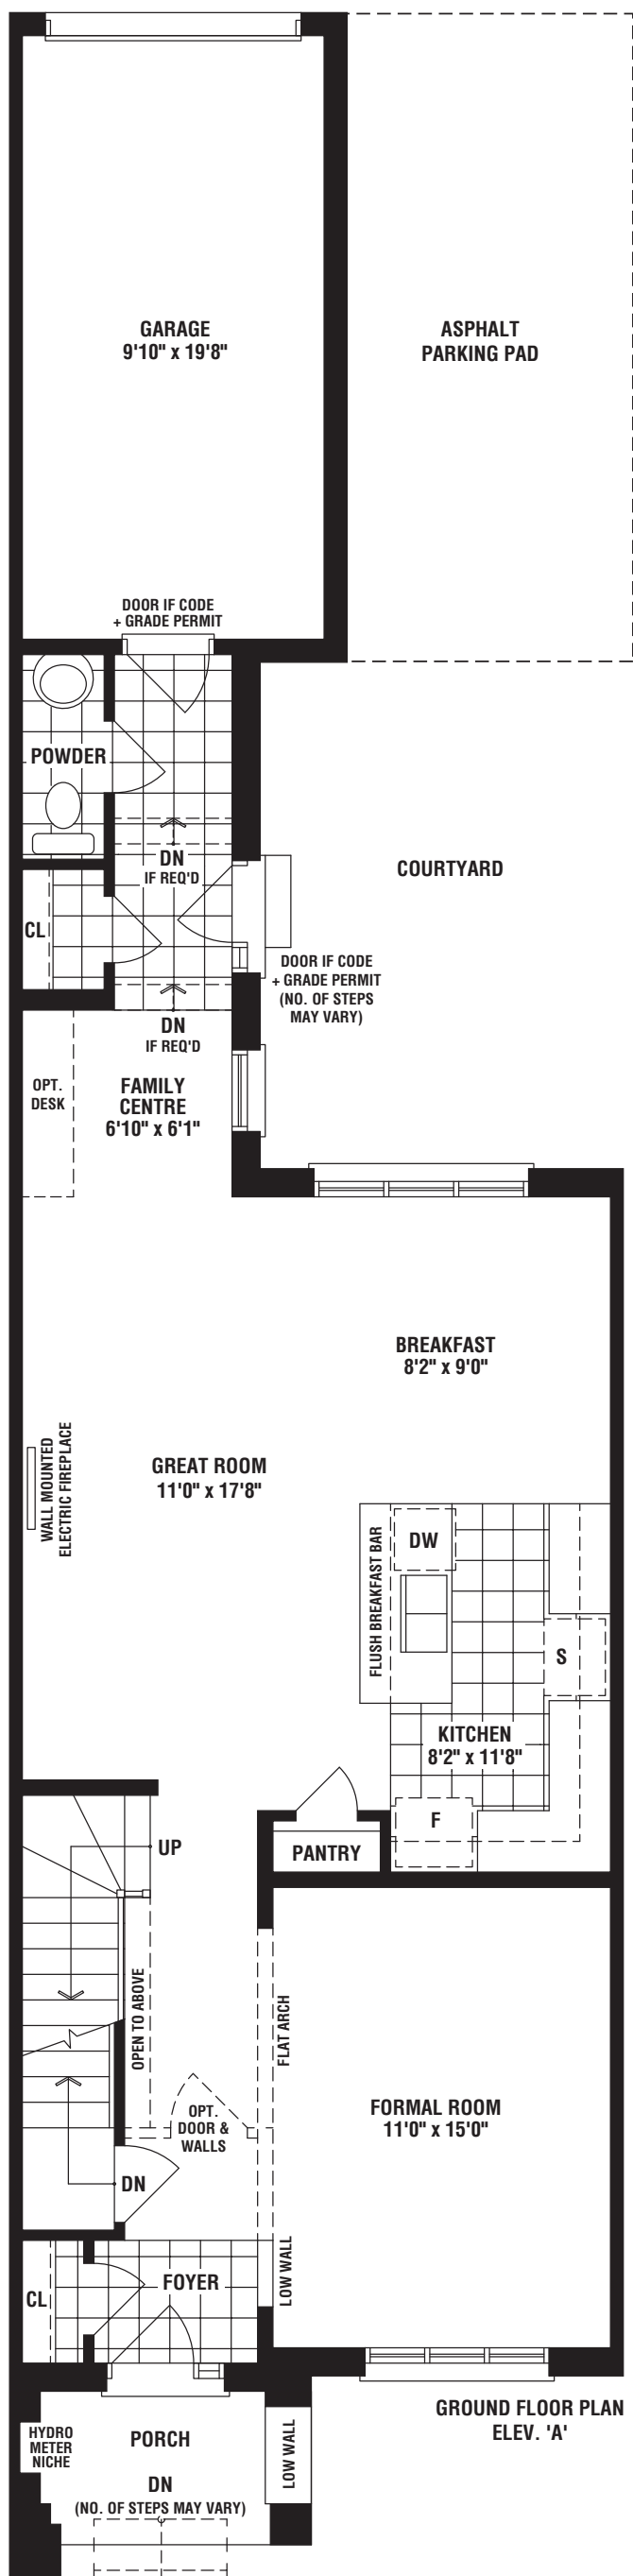 GARAGE
9'10" x 19'8"
ASPHALT
PARKING PAD
DOOR IF CODE
+ GRADE PERMIT
POWDER
DN
IF REQ'D
COURTYARD
CL
DOOR IF CODE
+ GRADE PERMIT
(NO. OF STEPS
MAY VARY)
DN
IF REQ'D
OPT.
DESK
FAMILY
CENTRE
6'10" x 6'1"
BREAKFAST
8'2" x 9'0"
WALL MOUNTED
ELECTRIC FIREPLACE
GREAT ROOM
11'0" x 17'8"
FLUSH BREAKFAST BAR
DW
S
KITCHEN
8'2" x 11'8"
F
UP
PANTRY
OPEN TO ABOVE
FLAT ARCH
OPT.
DOOR &
WALLS
FORMAL ROOM
11'0" x 15'0"
DN
LOW WALL
CL
FOYER
GROUND FLOOR PLAN
ELEV. 'A'
HYDRO
METER
NICHE
PORCH
LOW WALL
DN
(NO. OF STEPS MAY VARY)